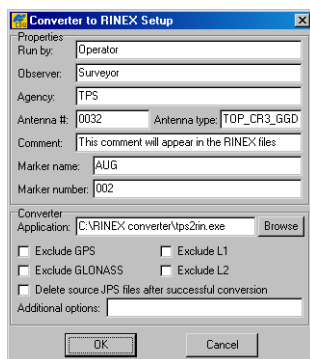 Converter to RINEX Setup
Properties
Run by: Operator
Observer: Surveyor
Agency: TPS
Antenna #: 0032 Antenna type: TOP_CR3_GGD
Comment: This comment will appear in the RINEX files
Marker name: AUG
Marker number: 002
Converter
Application: C:\RINEX converter\tps2rin.exe Browse
Exclude GPS Exclude L1
Exclude GLONASS Exclude L2
Delete source JPS files after successful conversion
Additional options:
OK Cancel